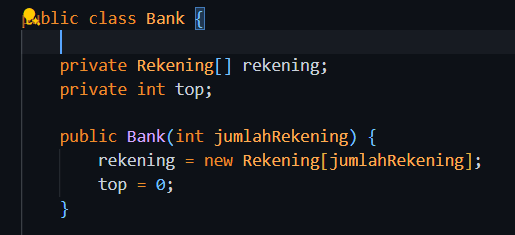 public class Bank {
private Rekening[] rekening;
private int top;
public Bank(int jumlahRekening) {
rekening = new Rekening[jumlahRekening];
top = 0;
}